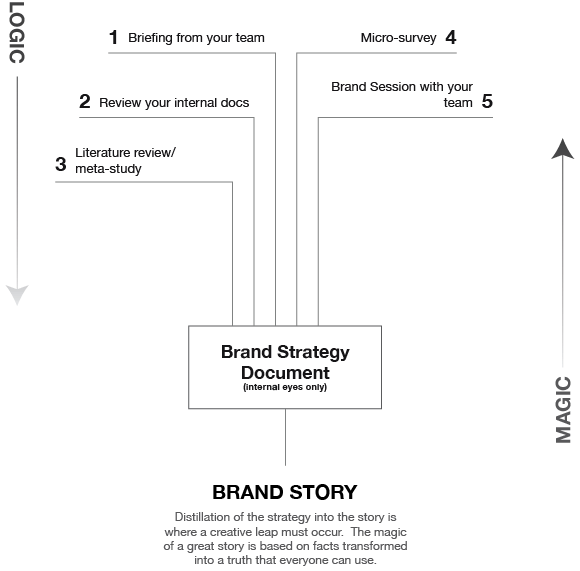 LOGIC
1 Briefing from your team
Micro-survey 4
2 Review your internal docs
Brand Session with your
team 5
3 Literature review/
meta-study
Brand Strategy
Document
(internal eyes only)
MAGIC
BRAND STORY
Distillation of the strategy into the story is
where a creative leap must occur.  The magic
of a great story is based on facts transformed
into a truth that everyone can use.